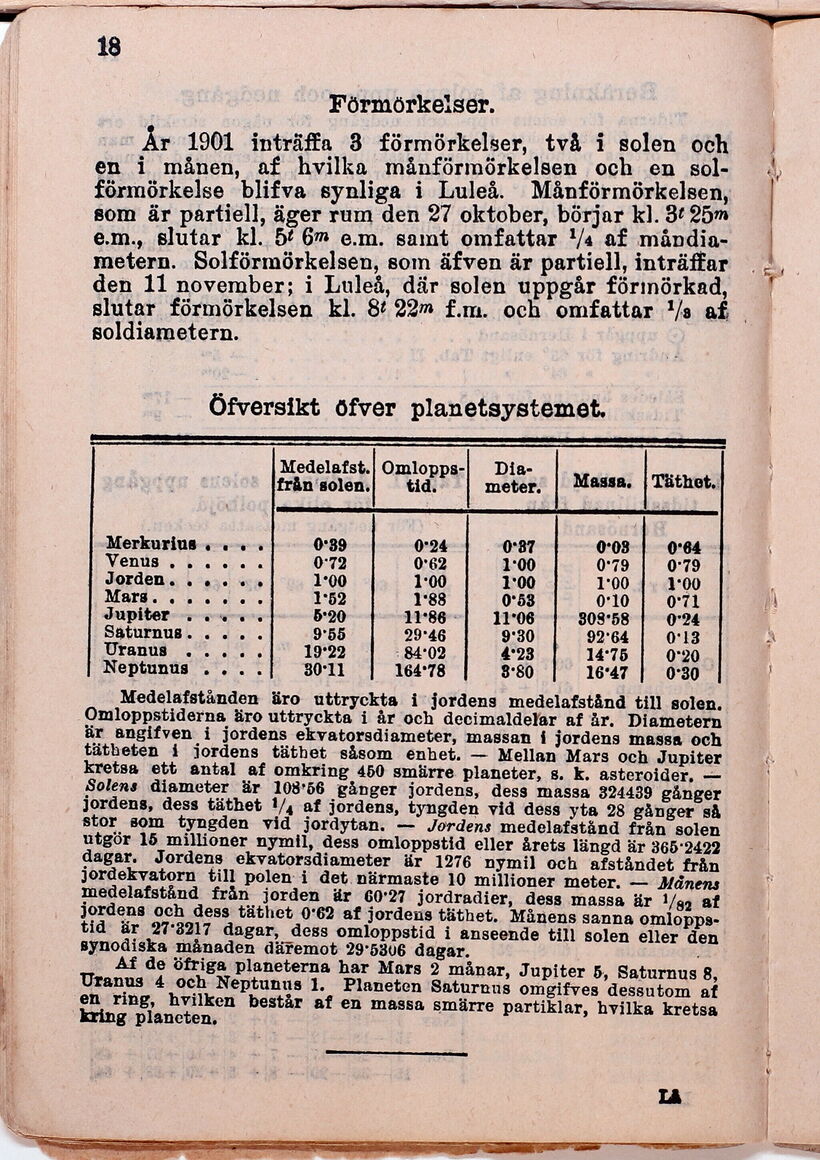 18
Förmörkelser.
År 1901 inträffa 3 förmörkelser, två i solen och
en i månen, af hvilka månförmörkelsen och en sol-
förmörkelse blifva synliga i Luleå. Månförmörkelsen,
som är partiell, äger rum den 27 oktober, börjar kl. 3t 25m
e.m., slutar kl. 5t 6m e.m. samt omfattar 1/4 af måndia-
metern. Solförmörkelsen, som äfven är partiell, inträffar
den 11 november; i Luleå, där solen uppgår förmörkad,
slutar förmörkelsen kl. 8t 22m f.m. och omfattar 1/3 af
soldiametern.
Öfversikt öfver planetsystemet.
Medelafst. från solen. Omlopps-tid. Dia-meter. Massa. Täthet.
Merkurius . . . . 0·39 0·24 0·37 0·03 0·64
Venus . . . . . . 0·72 0·62 1·00 0·79 0·79
Jorden . . . . . . 1·00 1·00 1·00 1·00 1·00
Mars . . . . . . . 1·52 1·88 0·53 0·10 0·71
Jupiter . . . . . 5·20 11·86 11·06 308·58 0·24
Saturnus . . . . . 9·55 29·46 9·30 92·64 0·13
Uranus . . . . . 19·22 84·02 4·23 14·75 0·20
Neptunus . . . . 30·11 164·78 3·80 16·47 0·30
Medelafstånden äro uttryckta i jordens medelafstånd till solen.
Omloppstiderna äro uttryckta i år och decimaldelar af år. Diametern
är angifven i jordens ekvatorsdiameter, massan i jordens massa och
tätheten i jordens täthet såsom enhet. — Mellan Mars och Jupiter
kretsa ett antal af omkring 450 smärre planeter, s. k. asteroider. —
Solens diameter är 108·56 gånger jordens, dess massa 324439 gånger
jordens, dess täthet 1/4 af jordens, tyngden vid dess yta 28 gånger så
stor som tyngden vid jordytan. — Jordens medelafstånd från solen
utgör 15 millioner nymil, dess omloppstid eller årets längd är 365·2422
dagar. Jordens ekvatorsdiameter är 1276 nymil och afståndet från
jordekvatorn till polen i det närmaste 10 millioner meter. — Månens
medelafstånd från jorden är 60·27 jordradier, dess massa är 1/82 af
jordens och dess täthet 0·62 af jordens täthet. Månens sanna omlopps-
tid är 27·3217 dagar, dess omloppstid i anseende till solen eller den
synodiska månaden däremot 29·5306 dagar.
Af de öfriga planeterna har Mars 2 månar, Jupiter 5, Saturnus 8,
Uranus 4 och Neptunus 1. Planeten Saturnus omgifves dessutom af
en ring, hvilken består af en massa smärre partiklar, hvilka kretsa
kring planeten.
LA